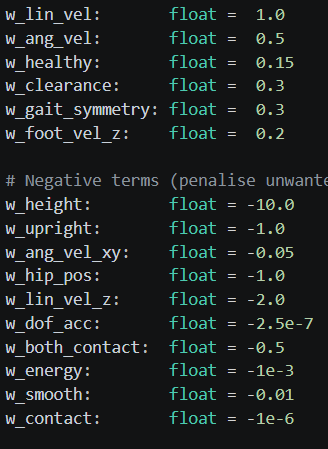 w_lin_vel: float = 1.0
w_ang_vel: float = 0.5
w_healthy: float = 0.15
w_clearance: float = 0.3
w_gait_symmetry: float = 0.3
w_foot_vel_z: float = 0.2
# Negative terms (penalise unwante
w_height: float = -10.0
w_upright: float = -1.0
w_ang_vel_xy: float = -0.05
w_hip_pos: float = -1.0
w_lin_vel_z: float = -2.0
w_dof_acc: float = -2.5e-7
w_both_contact: float = -0.5
w_energy: float = -1e-3
w_smooth: float = -0.01
w_contact: float = -1e-6